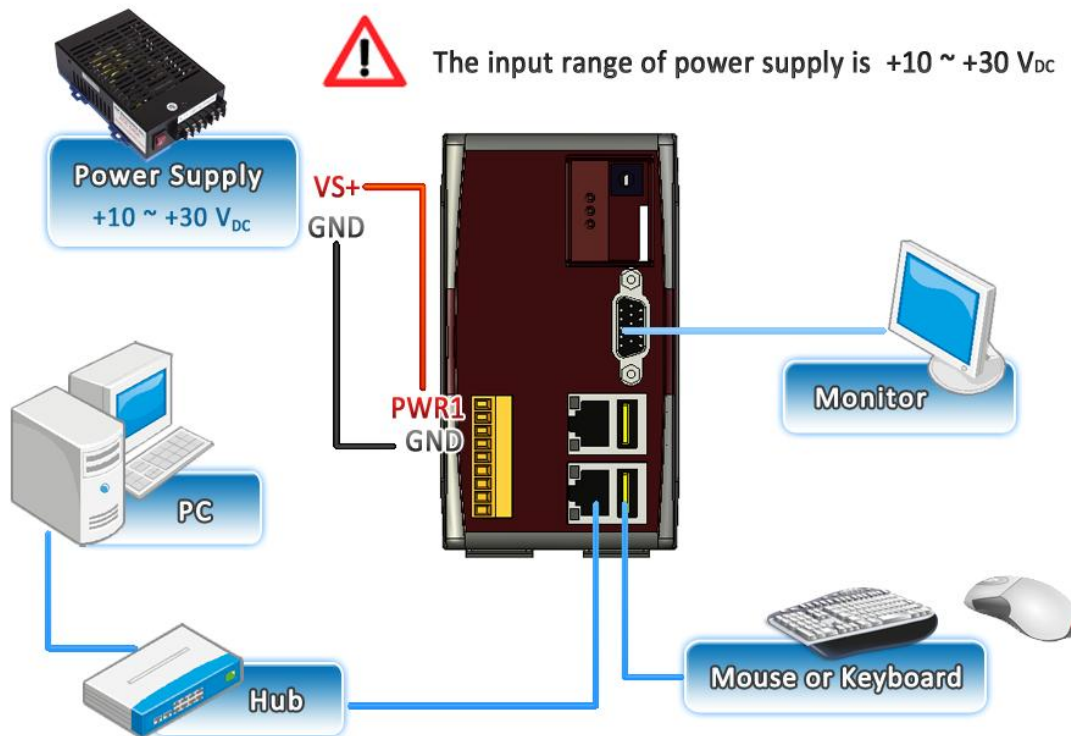 The input range of power supply is +10 ~ +30 VDC
Power Supply
+10 ~ +30 VDC
VS+
GND
PWR1
GND
Monitor
PC
Hub
Mouse or Keyboard